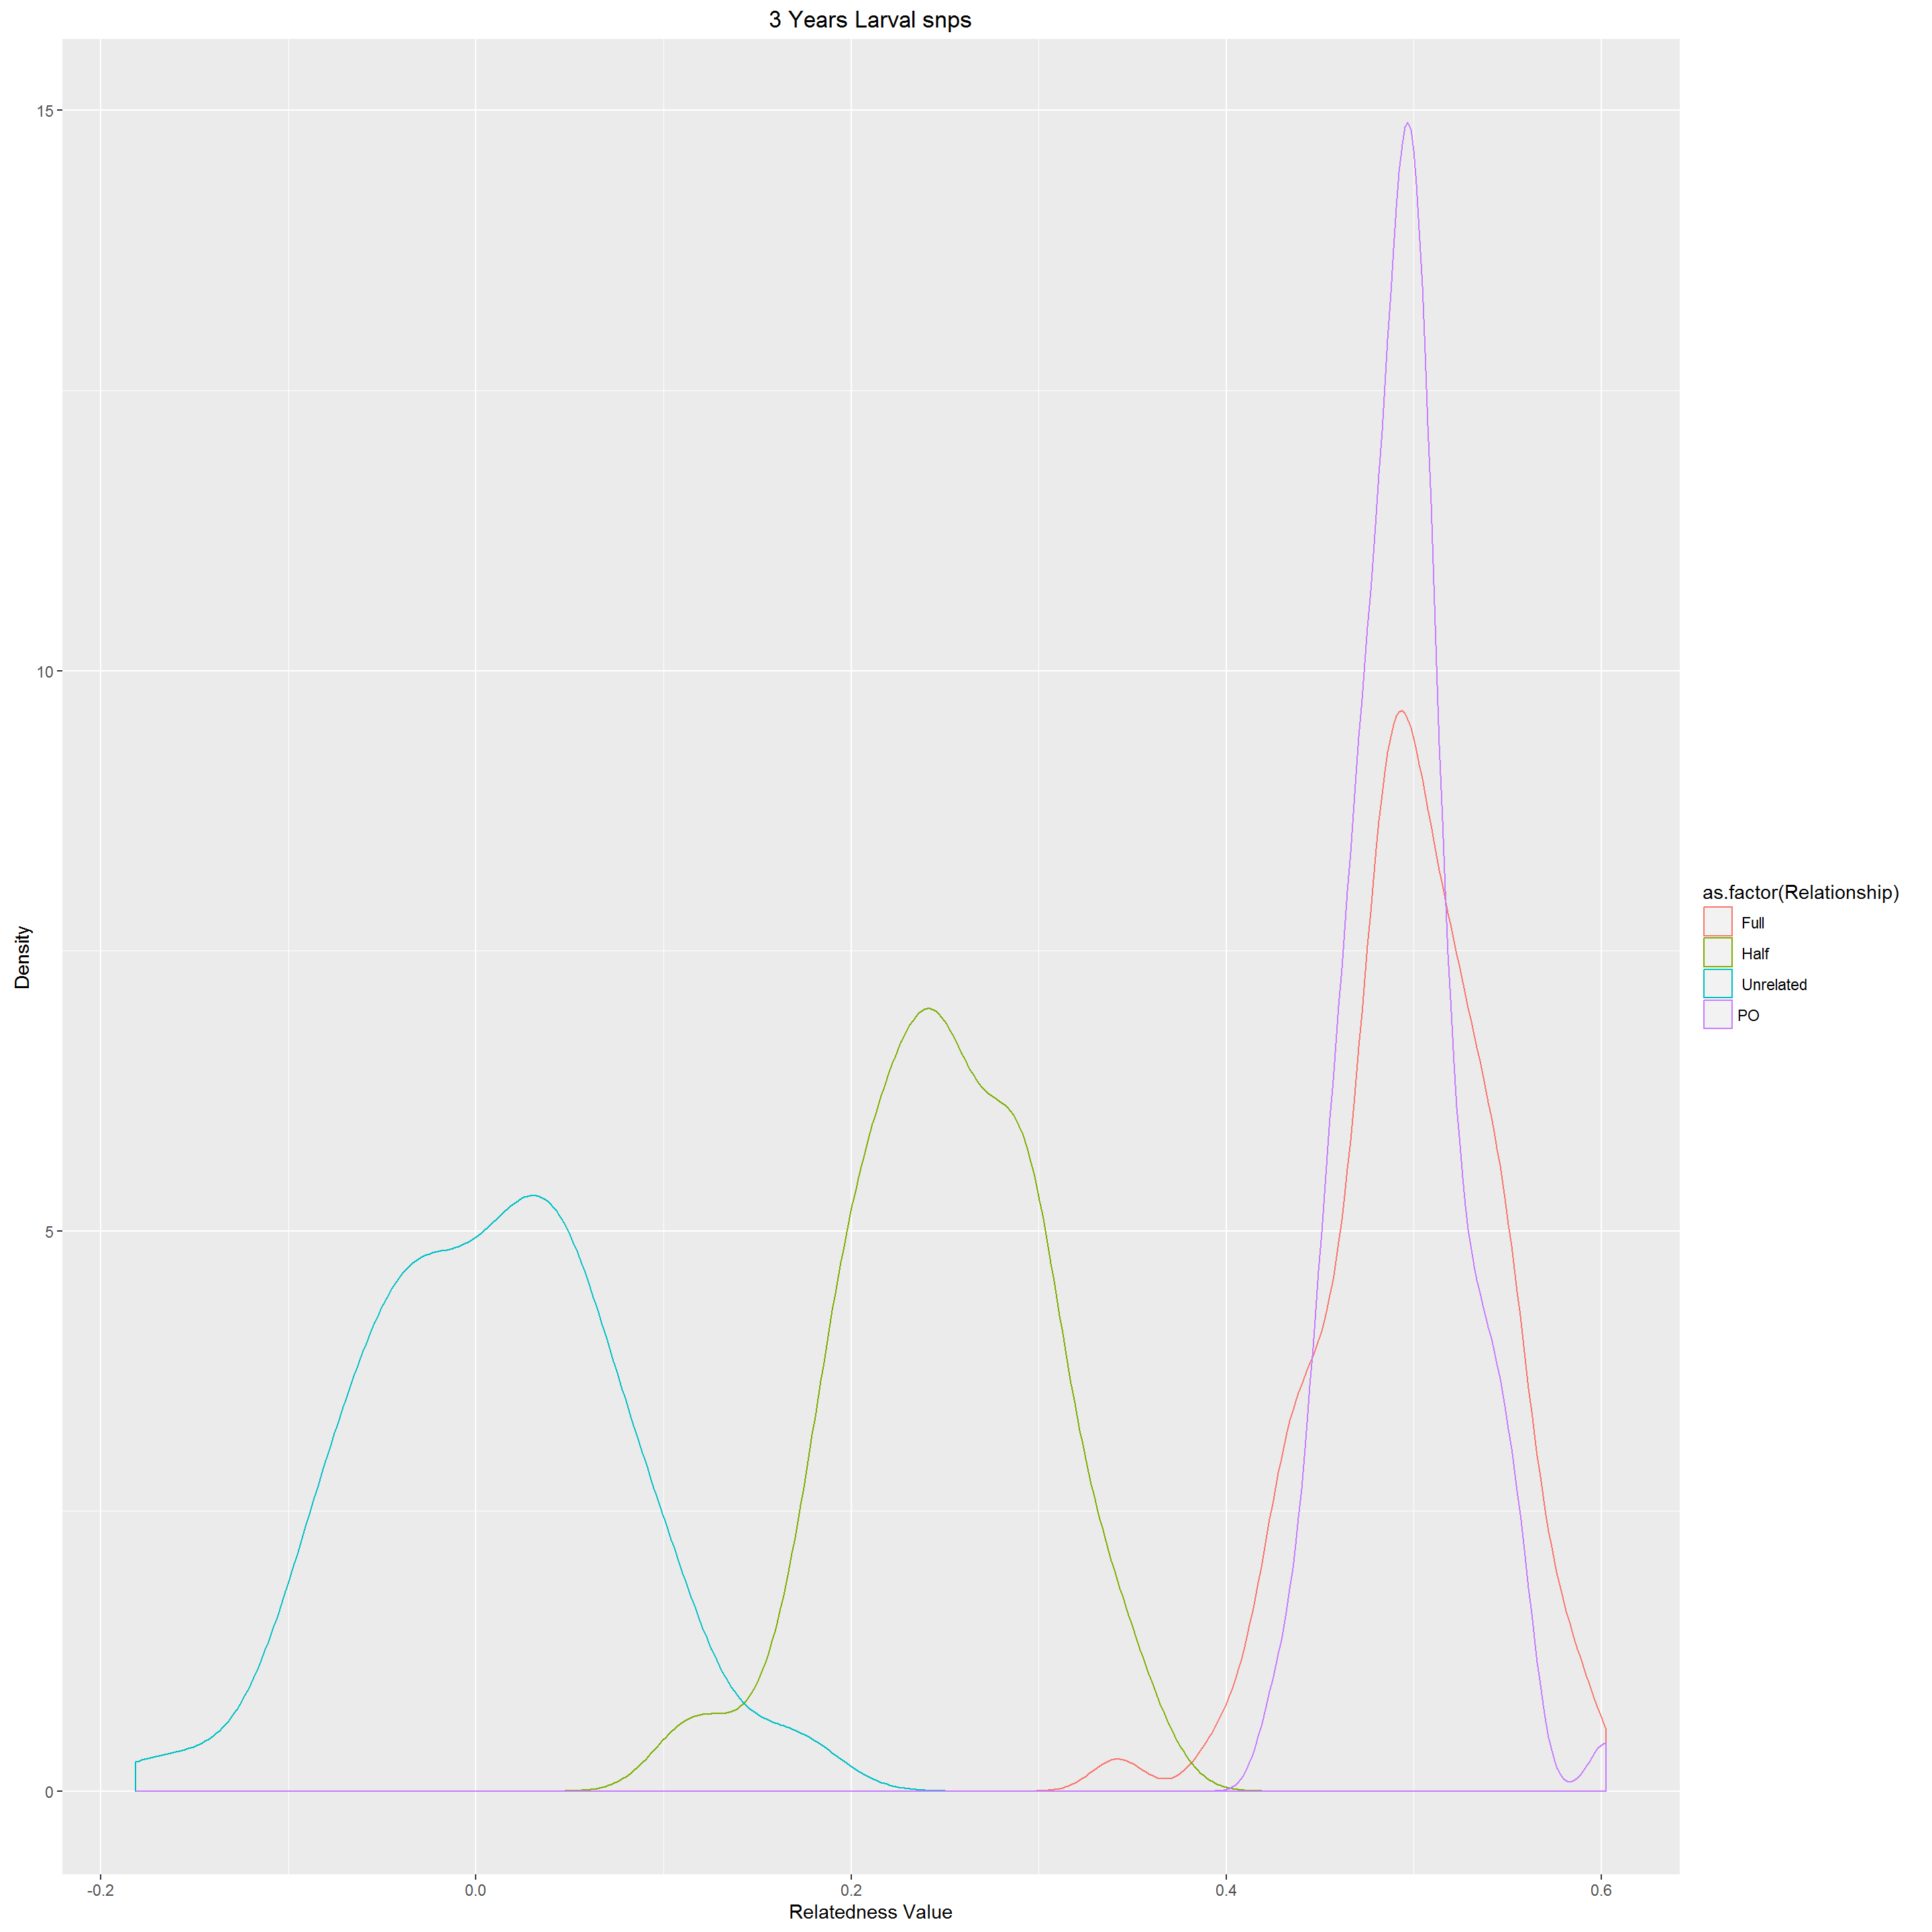 3 Years Larval snps
15
10
5
0
Density
-0.2
0.0
0.2
0.4
0.6
Relatedness Value
as.factor(Relationship)
Full
Half
Unrelated
PO